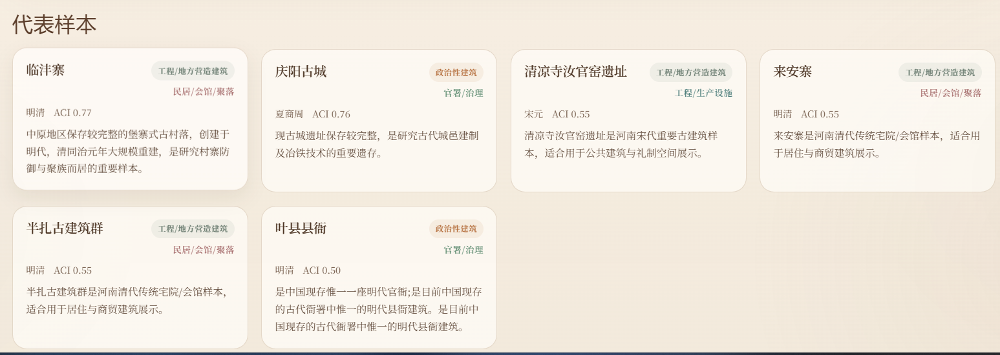 代表样本
临沣寨
工程/地方营造建筑
民居/会馆/聚落
明清 ACI 0.77
中原地区保存较完整的堡寨式古村落，创建于
明代，清同治元年大规模重建，是研究村寨防
御与聚族而居的重要样本。
庆阳古城
政治性建筑
官署/治理
夏商周 ACI 0.76
现古城遗址保存较完整，是研究古代城邑建制
及冶铁技术的重要遗存。
清凉寺汝官窑遗址
工程/地方营造建筑
工程/生产设施
宋元 ACI 0.55
清凉寺汝官窑遗址是河南宋代重要古建筑样
本，适合用于公共建筑与礼制空间展示。
来安寨
工程/地方营造建筑
民居/会馆/聚落
明清 ACI 0.55
来安寨是河南清代传统宅院/会馆样本，适合用
于居住与商贸建筑展示。
半扎古建筑群
工程/地方营造建筑
民居/会馆/聚落
明清 ACI 0.55
半扎古建筑群是河南清代传统宅院/会馆样本，
适合用于居住与商贸建筑展示。
叶县县衙
政治性建筑
官署/治理
明清 ACI 0.50
是中国现存惟一一座明代官衙;是目前中国现存
的古代衙署中惟一的明代县衙建筑。是目前中
国现存的古代衙署中惟一的明代县衙建筑。